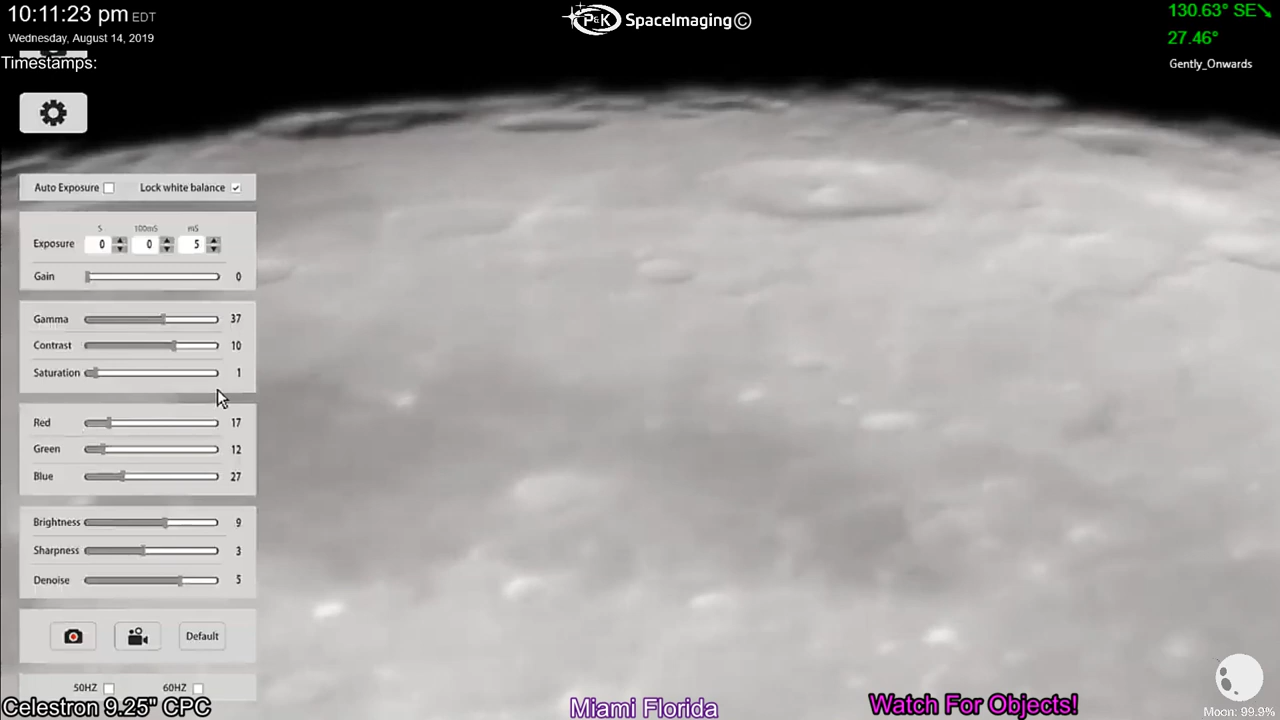 10:11:23 pm EDT
Wednesday, August 14, 2019
Timestamps:
P&K SpaceImaging©
130.63° SE
27.46°
Gently_Onwards
Auto Exposure Lock white balance
S 100mS mS
Exposure 0 0 5
Gain 0
Gamma 37
Contrast 10
Saturation 1
Red 17
Green 12
Blue 27
Brightness 9
Sharpness 3
Denoise 5
Default
50HZ 60HZ
Celestron 9.25" CPC
Miami Florida
Watch For Objects!
Moon: 99.9%